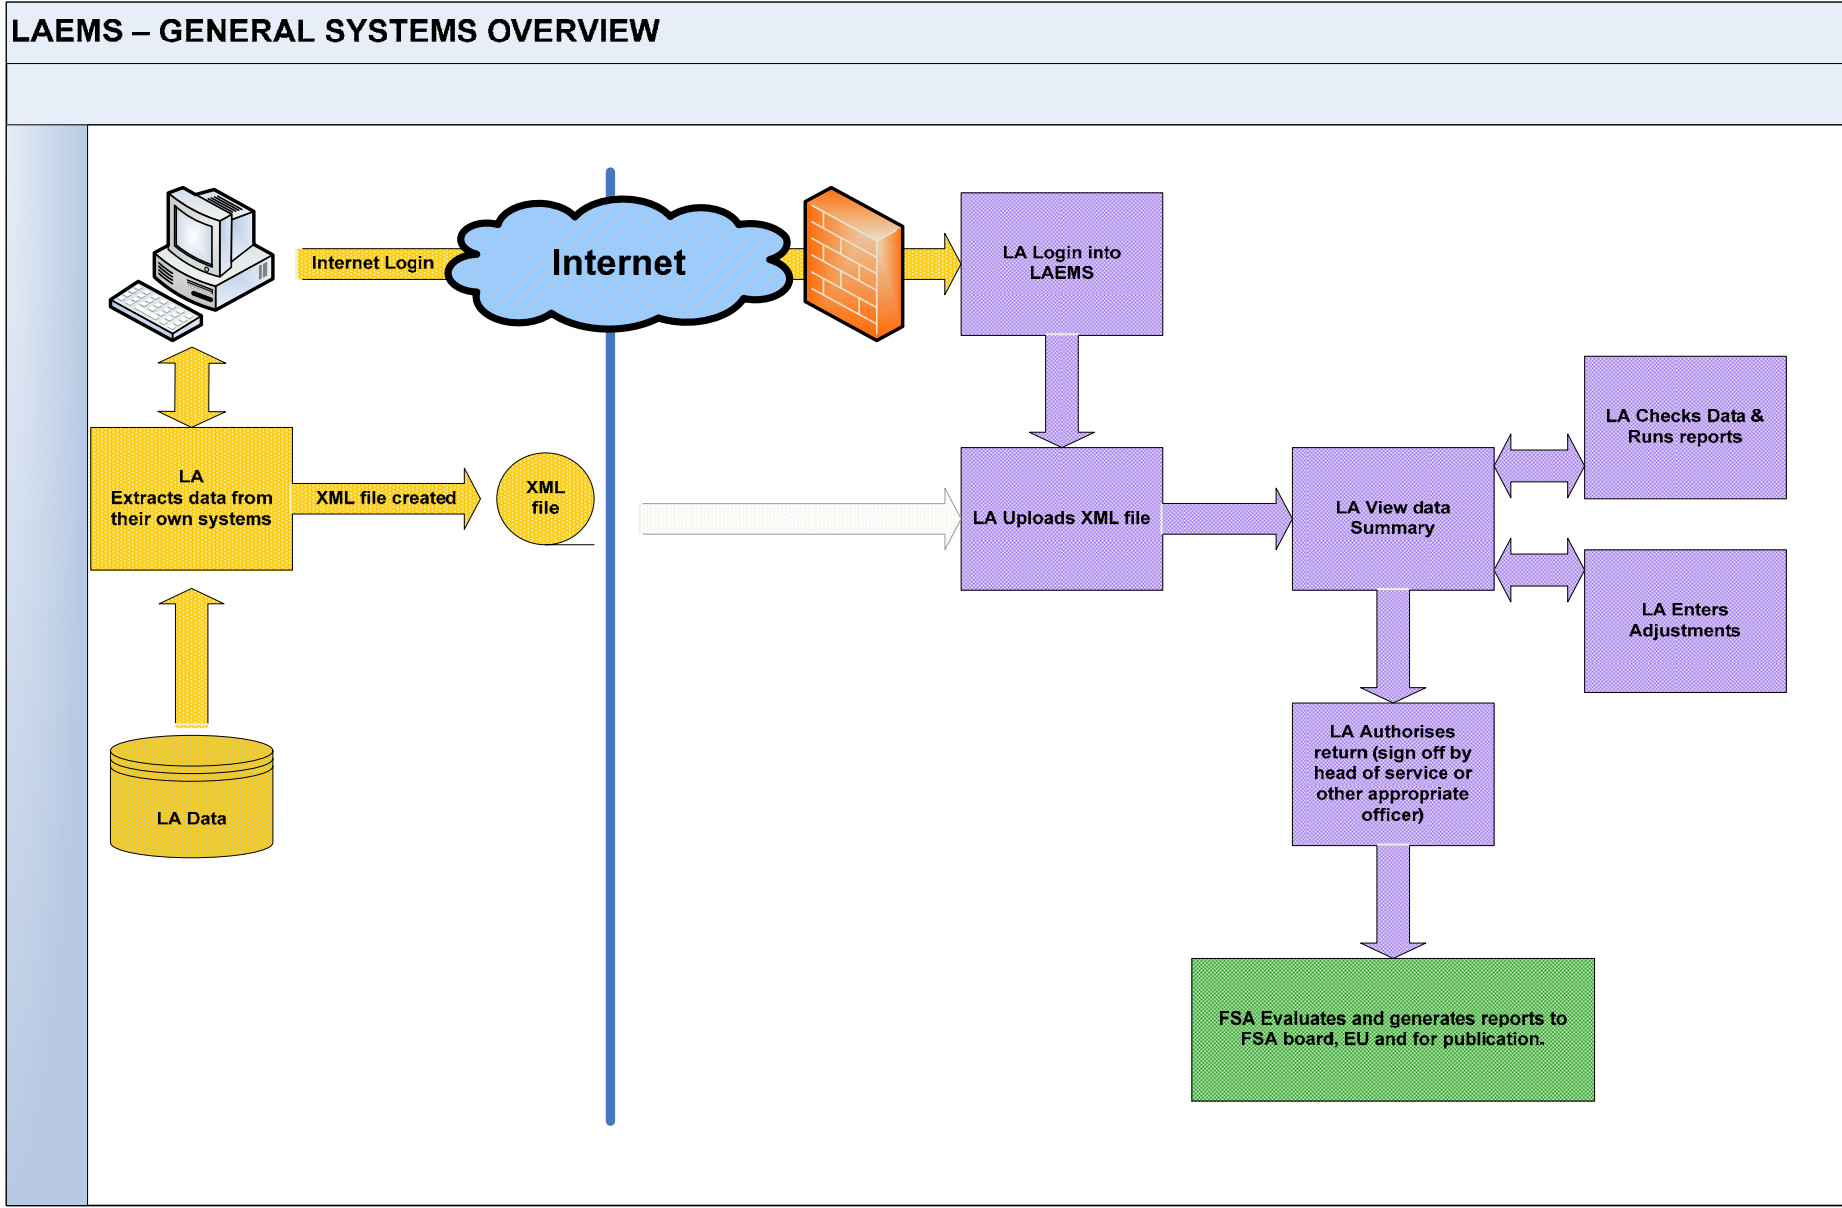 LAEMS – GENERAL SYSTEMS OVERVIEW
Internet Login
Internet
LA Login into
LAEMS
LA
Extracts data from
their own systems
XML file created
XML
file
LA Uploads XML file
LA View data
Summary
LA Checks Data &
Runs reports
LA Enters
Adjustments
LA Data
LA Authorises
return (sign off by
head of service or
other appropriate
officer)
FSA Evaluates and generates reports to
FSA board, EU and for publication.